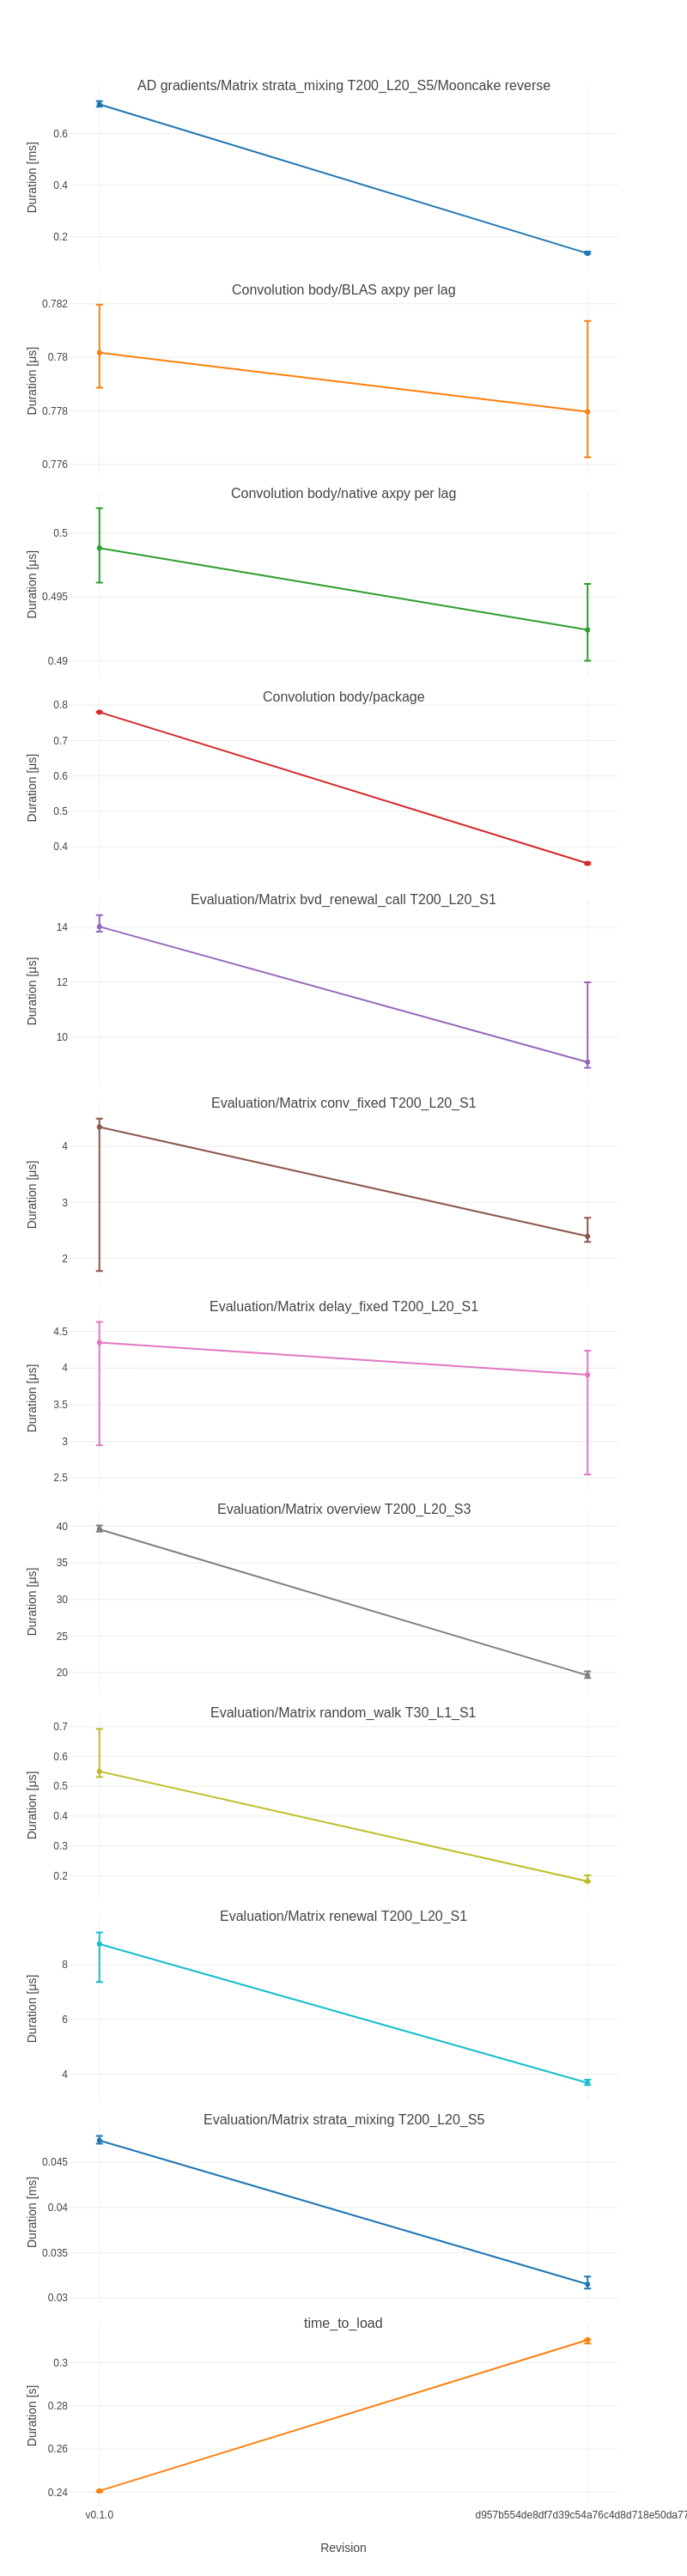 AD gradients/Matrix strata_mixing T200_L20_S5/Mooncake reverse
Duration [ms]
0.6
0.4
0.2
Convolution body/BLAS axpy per lag
Duration [μs]
0.782
0.78
0.778
0.776
Convolution body/native axpy per lag
Duration [μs]
0.5
0.495
0.49
Convolution body/package
Duration [μs]
0.8
0.7
0.6
0.5
0.4
Evaluation/Matrix bvd_renewal_call T200_L20_S1
Duration [μs]
14
12
10
Evaluation/Matrix conv_fixed T200_L20_S1
Duration [μs]
4
3
2
Evaluation/Matrix delay_fixed T200_L20_S1
Duration [μs]
4.5
4
3.5
3
2.5
Evaluation/Matrix overview T200_L20_S3
Duration [μs]
40
35
30
25
20
Evaluation/Matrix random_walk T30_L1_S1
Duration [μs]
0.7
0.6
0.5
0.4
0.3
0.2
Evaluation/Matrix renewal T200_L20_S1
Duration [μs]
8
6
4
Evaluation/Matrix strata_mixing T200_L20_S5
Duration [ms]
0.045
0.04
0.035
0.03
time_to_load
Duration [s]
0.3
0.28
0.26
0.24
v0.1.0
d957b554de8df7d39c54a76c4d8d718e50da77
Revision